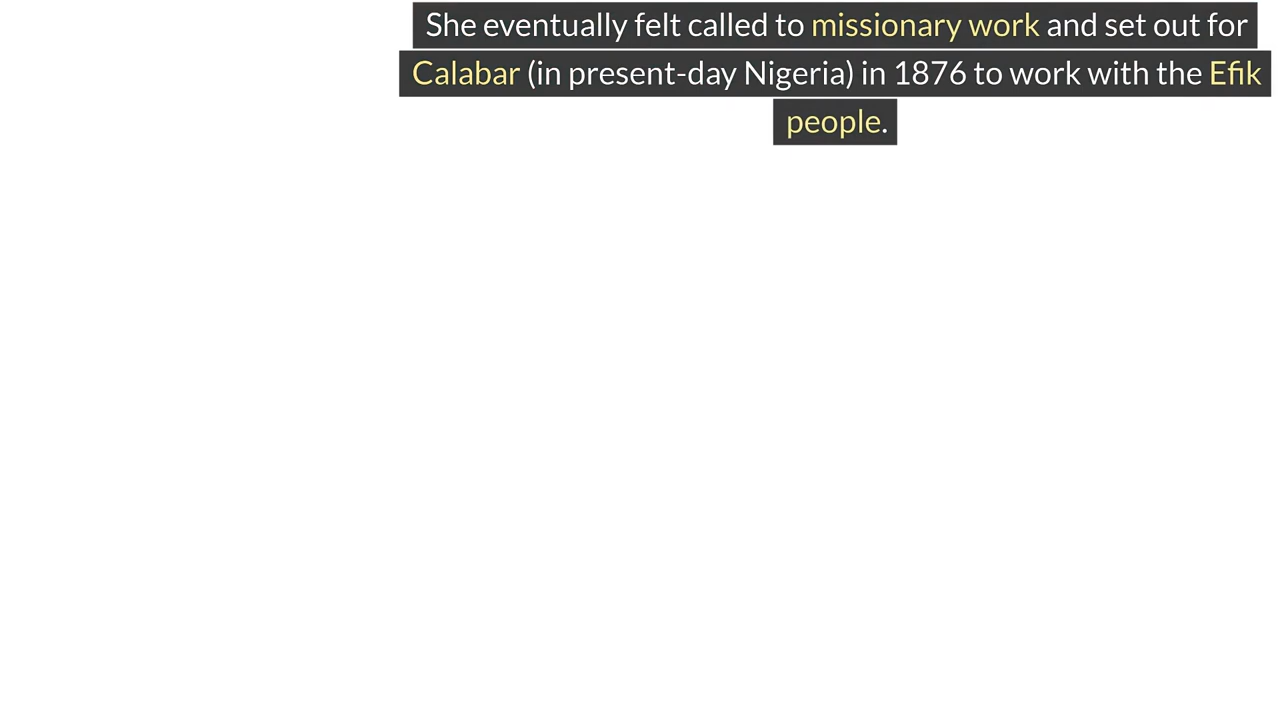 She eventually felt called to missionary work and set out for
Calabar (in present-day Nigeria) in 1876 to work with the Efik
people.